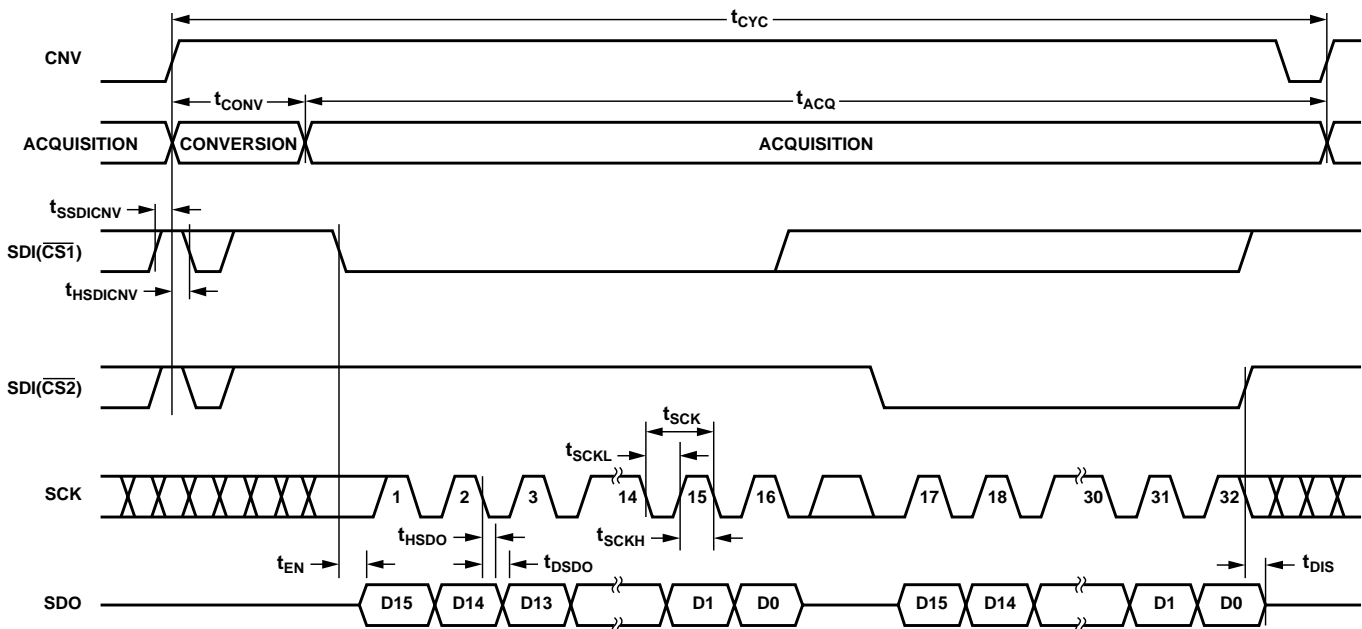 tCYC
CNV
tCONV
tACQ
ACQUISITION
CONVERSION
ACQUISITION
tSSDICNV
SDI(CS1)
tHSDICNV
SDI(CS2)
tSCK
tSCKL
SCK
1
2
3
14
15
16
17
18
30
31
32
tHSDO
tSCKH
tEN
tDSDO
tDIS
SDO
D15
D14
D13
D1
D0
D15
D14
D1
D0